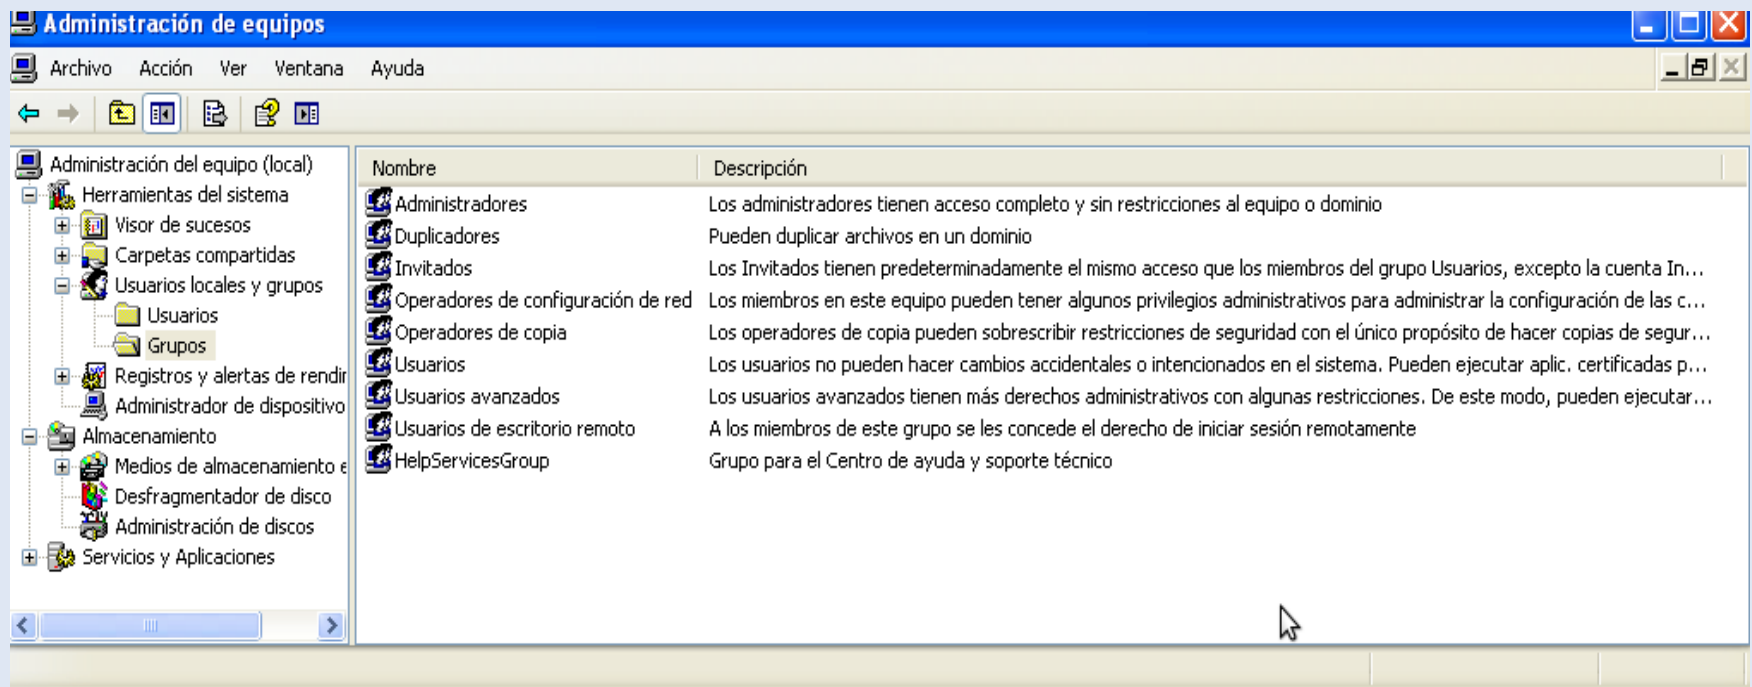 Administración de equipos
Archivo Acción Ver Ventana Ayuda
Administración del equipo (local)
Herramientas del sistema
Visor de sucesos
Carpetas compartidas
Usuarios locales y grupos
Usuarios
Grupos
Registros y alertas de rendir
Administrador de dispositivo
Almacenamiento
Medios de almacenamiento e
Desfragmentador de disco
Administración de discos
Servicios y Aplicaciones
Nombre Descripción
Administradores Los administradores tienen acceso completo y sin restricciones al equipo o dominio
Duplicadores Pueden duplicar archivos en un dominio
Invitados Los Invitados tienen predeterminadamente el mismo acceso que los miembros del grupo Usuarios, excepto la cuenta In...
Operadores de configuración de red Los miembros en este equipo pueden tener algunos privilegios administrativos para administrar la configuración de las c...
Operadores de copia Los operadores de copia pueden sobrescribir restricciones de seguridad con el único propósito de hacer copias de segur...
Usuarios Los usuarios no pueden hacer cambios accidentales o intencionados en el sistema. Pueden ejecutar aplic. certificadas p...
Usuarios avanzados Los usuarios avanzados tienen más derechos administrativos con algunas restricciones. De este modo, pueden ejecutar...
Usuarios de escritorio remoto A los miembros de este grupo se les concede el derecho de iniciar sesión remotamente
HelpServicesGroup Grupo para el Centro de ayuda y soporte técnico